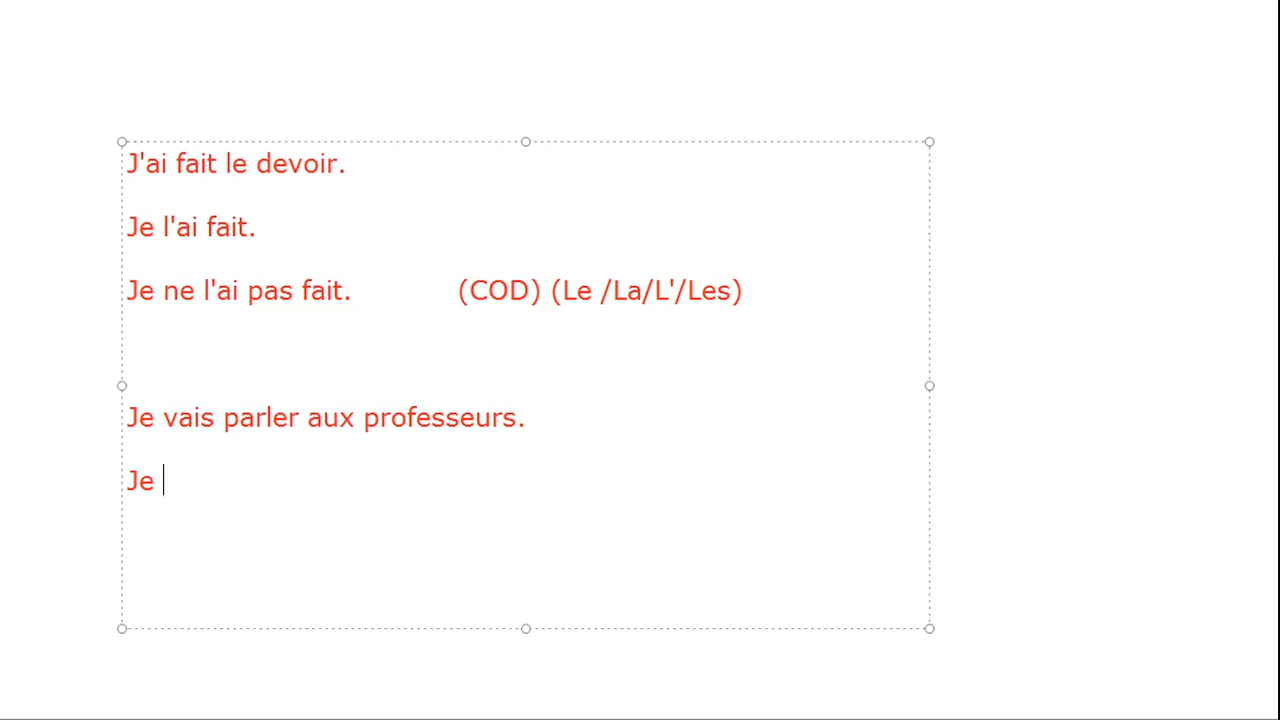 J'ai fait le devoir.
Je l'ai fait.
Je ne l'ai pas fait. (COD) (Le /La/L'/Les)
Je vais parler aux professeurs.
Je